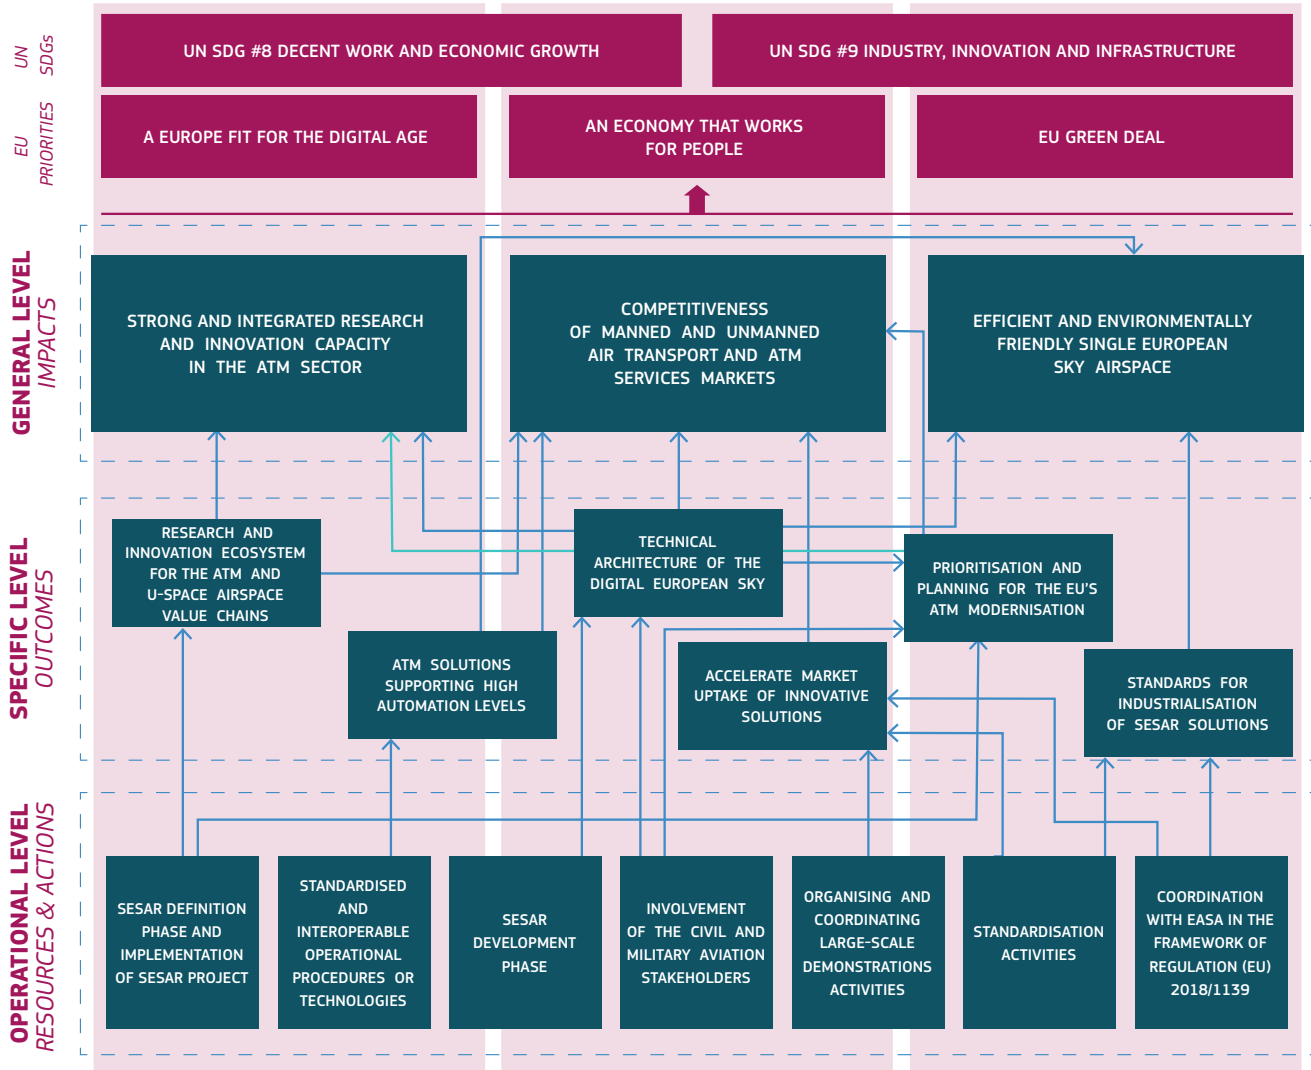 UN
SDGs
UN SDG #8 DECENT WORK AND ECONOMIC GROWTH
UN SDG #9 INDUSTRY, INNOVATION AND INFRASTRUCTURE
EU
PRIORITIES
A EUROPE FIT FOR THE DIGITAL AGE
AN ECONOMY THAT WORKS
FOR PEOPLE
EU GREEN DEAL
GENERAL LEVEL
IMPACTS
STRONG AND INTEGRATED RESEARCH
AND INNOVATION CAPACITY
IN THE ATM SECTOR
COMPETITIVENESS
OF MANNED AND UNMANNED
AIR TRANSPORT AND ATM
SERVICES MARKETS
EFFICIENT AND ENVIRONMENTALLY
FRIENDLY SINGLE EUROPEAN
SKY AIRSPACE
SPECIFIC LEVEL
OUTCOMES
RESEARCH AND
INNOVATION ECOSYSTEM
FOR THE ATM AND
U-SPACE AIRSPACE
VALUE CHAINS
ATM SOLUTIONS
SUPPORTING HIGH
AUTOMATION LEVELS
TECHNICAL
ARCHITECTURE OF THE
DIGITAL EUROPEAN SKY
ACCELERATE MARKET
UPTAKE OF INNOVATIVE
SOLUTIONS
PRIORITISATION AND
PLANNING FOR THE EU'S
ATM MODERNISATION
STANDARDS FOR
INDUSTRIALISATION
OF SESAR SOLUTIONS
OPERATIONAL LEVEL
RESOURCES & ACTIONS
SESAR DEFINITION
PHASE AND
IMPLEMENTATION
OF SESAR PROJECT
STANDARDISED
AND
INTEROPERABLE
OPERATIONAL
PROCEDURES OR
TECHNOLOGIES
SESAR
DEVELOPMENT
PHASE
INVOLVEMENT
OF THE CIVIL AND
MILITARY AVIATION
STAKEHOLDERS
ORGANISING AND
COORDINATING
LARGE-SCALE
DEMONSTRATIONS
ACTIVITIES
STANDARDISATION
ACTIVITIES
COORDINATION
WITH EASA IN THE
FRAMEWORK OF
REGULATION (EU)
2018/1139